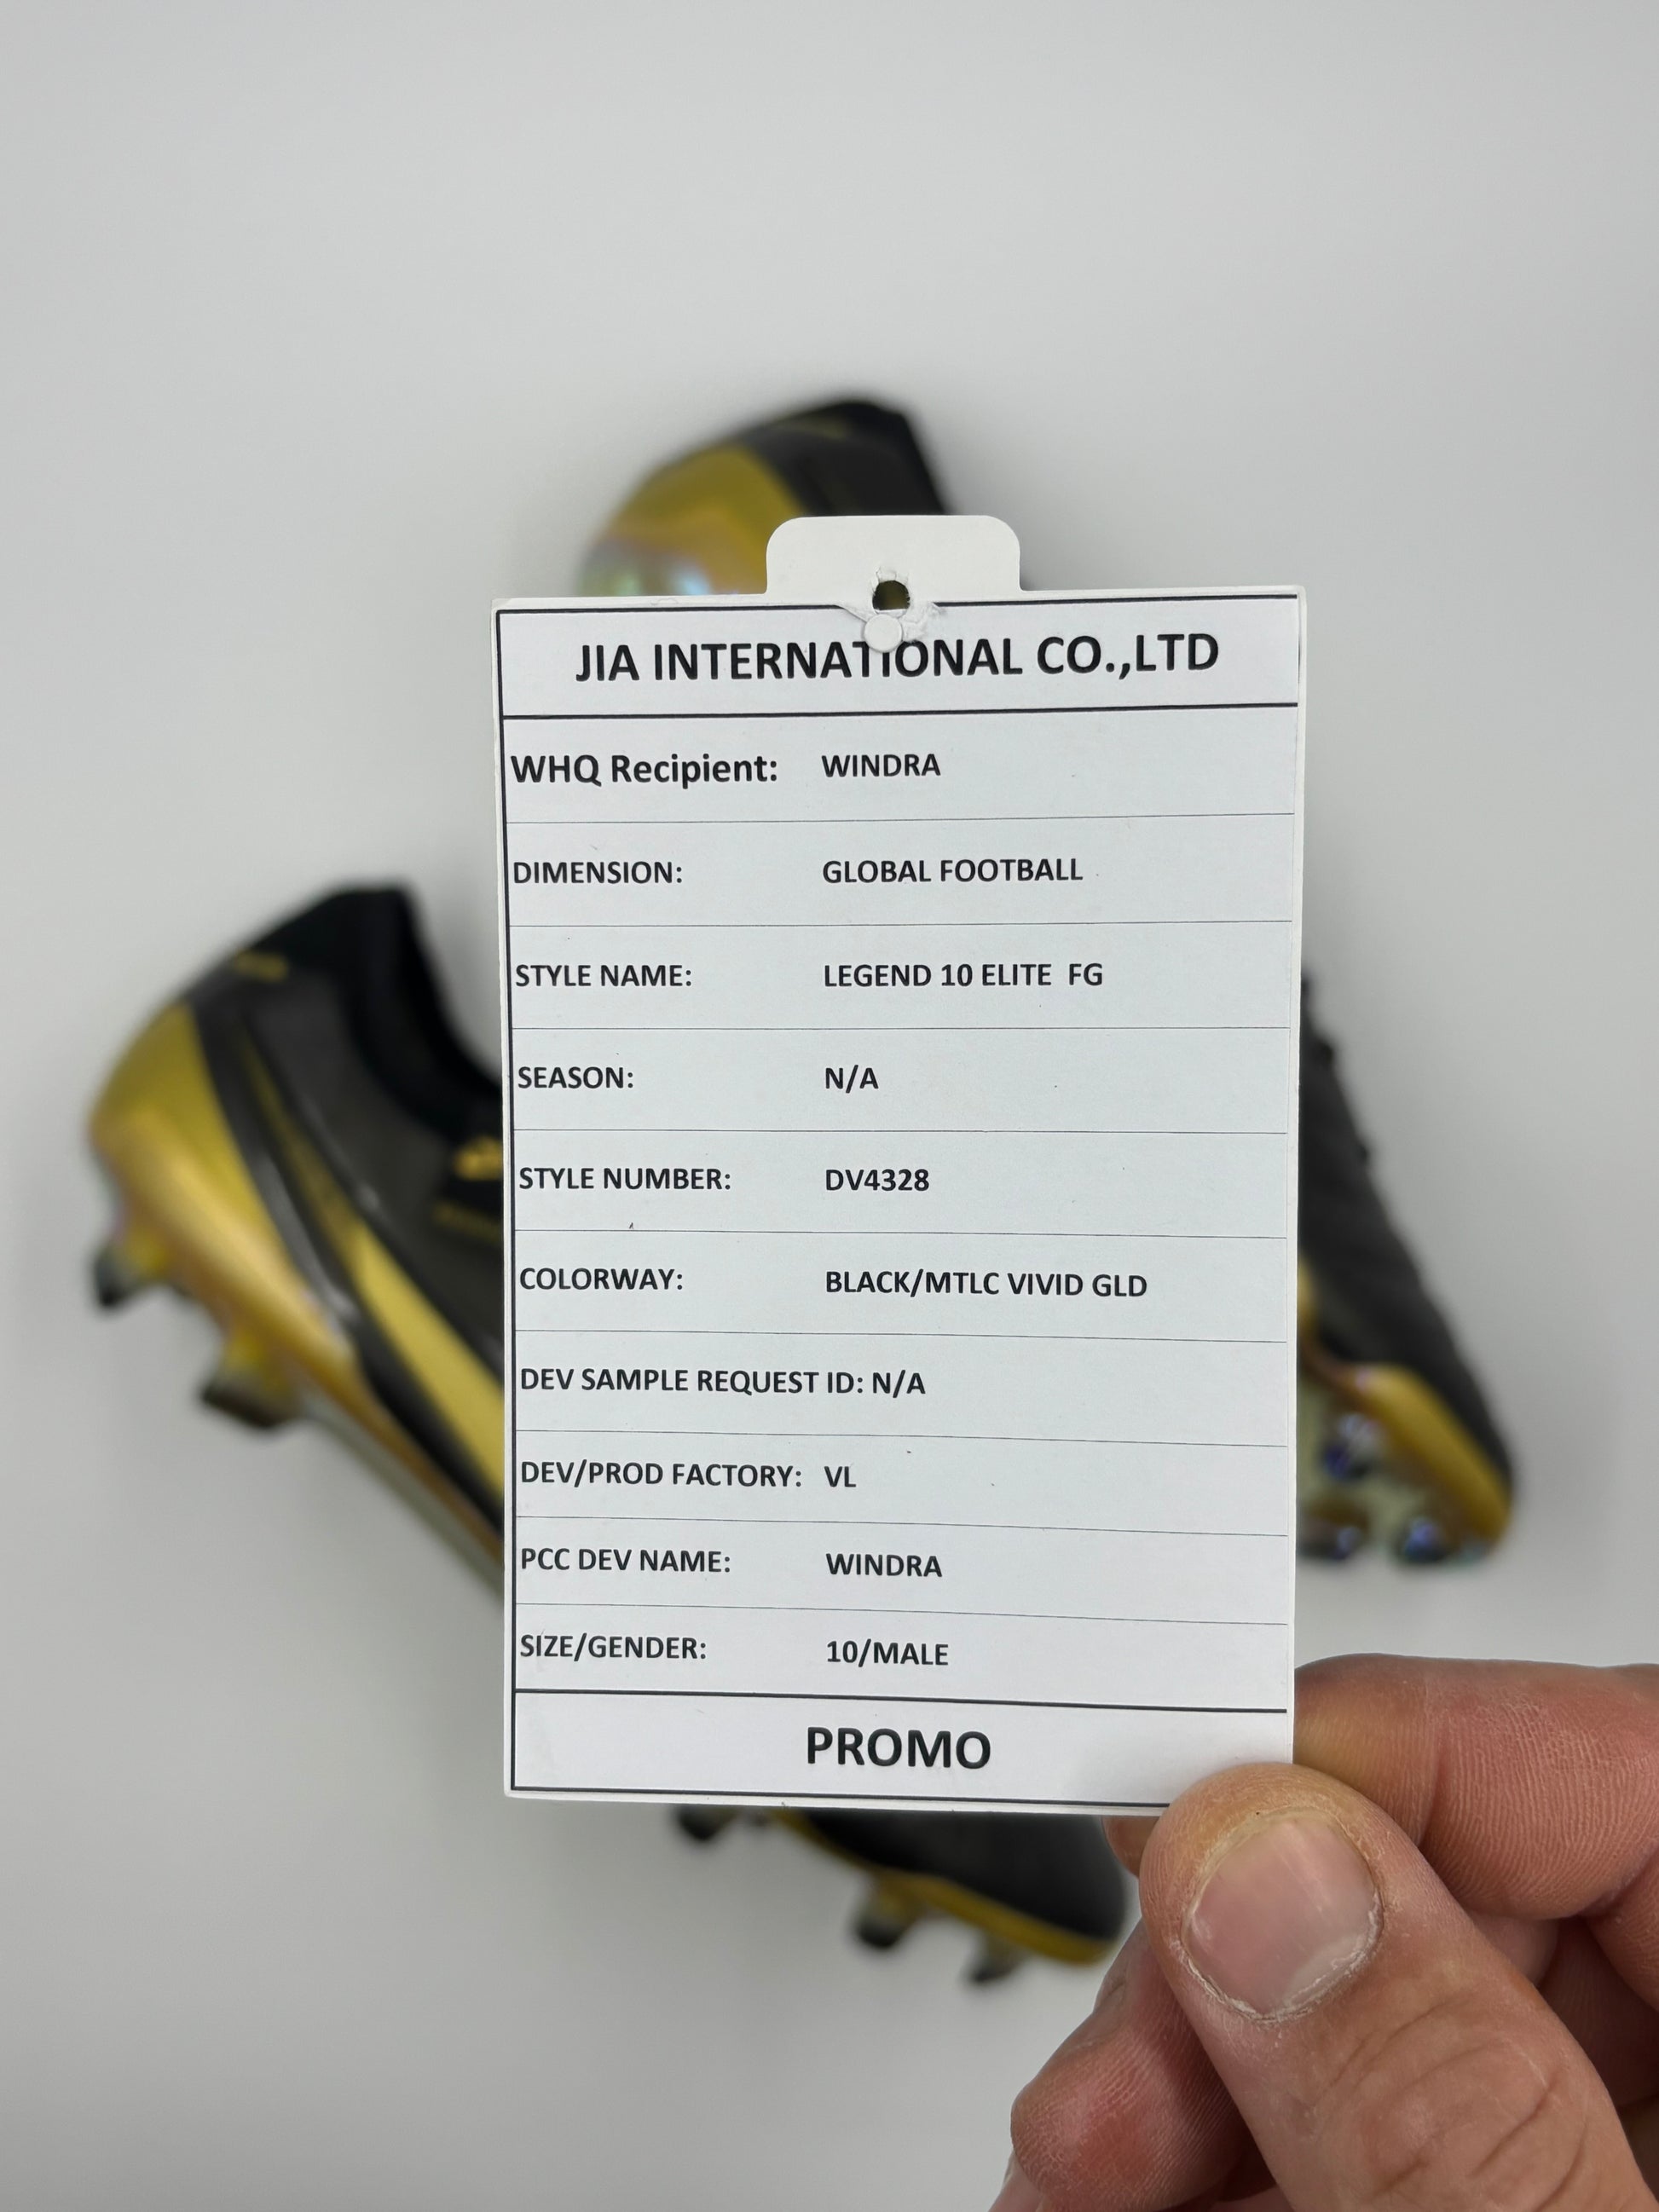 JIA INTERNATIONAL CO.,LTD
WHQ Recipient: WINDRA
DIMENSION: GLOBAL FOOTBALL
STYLE NAME: LEGEND 10 ELITE FG
SEASON: N/A
STYLE NUMBER: DV4328
COLORWAY: BLACK/MTLC VIVID GLD
DEV SAMPLE REQUEST ID: N/A
DEV/PROD FACTORY: VL
PCC DEV NAME: WINDRA
SIZE/GENDER: 10/MALE
PROMO